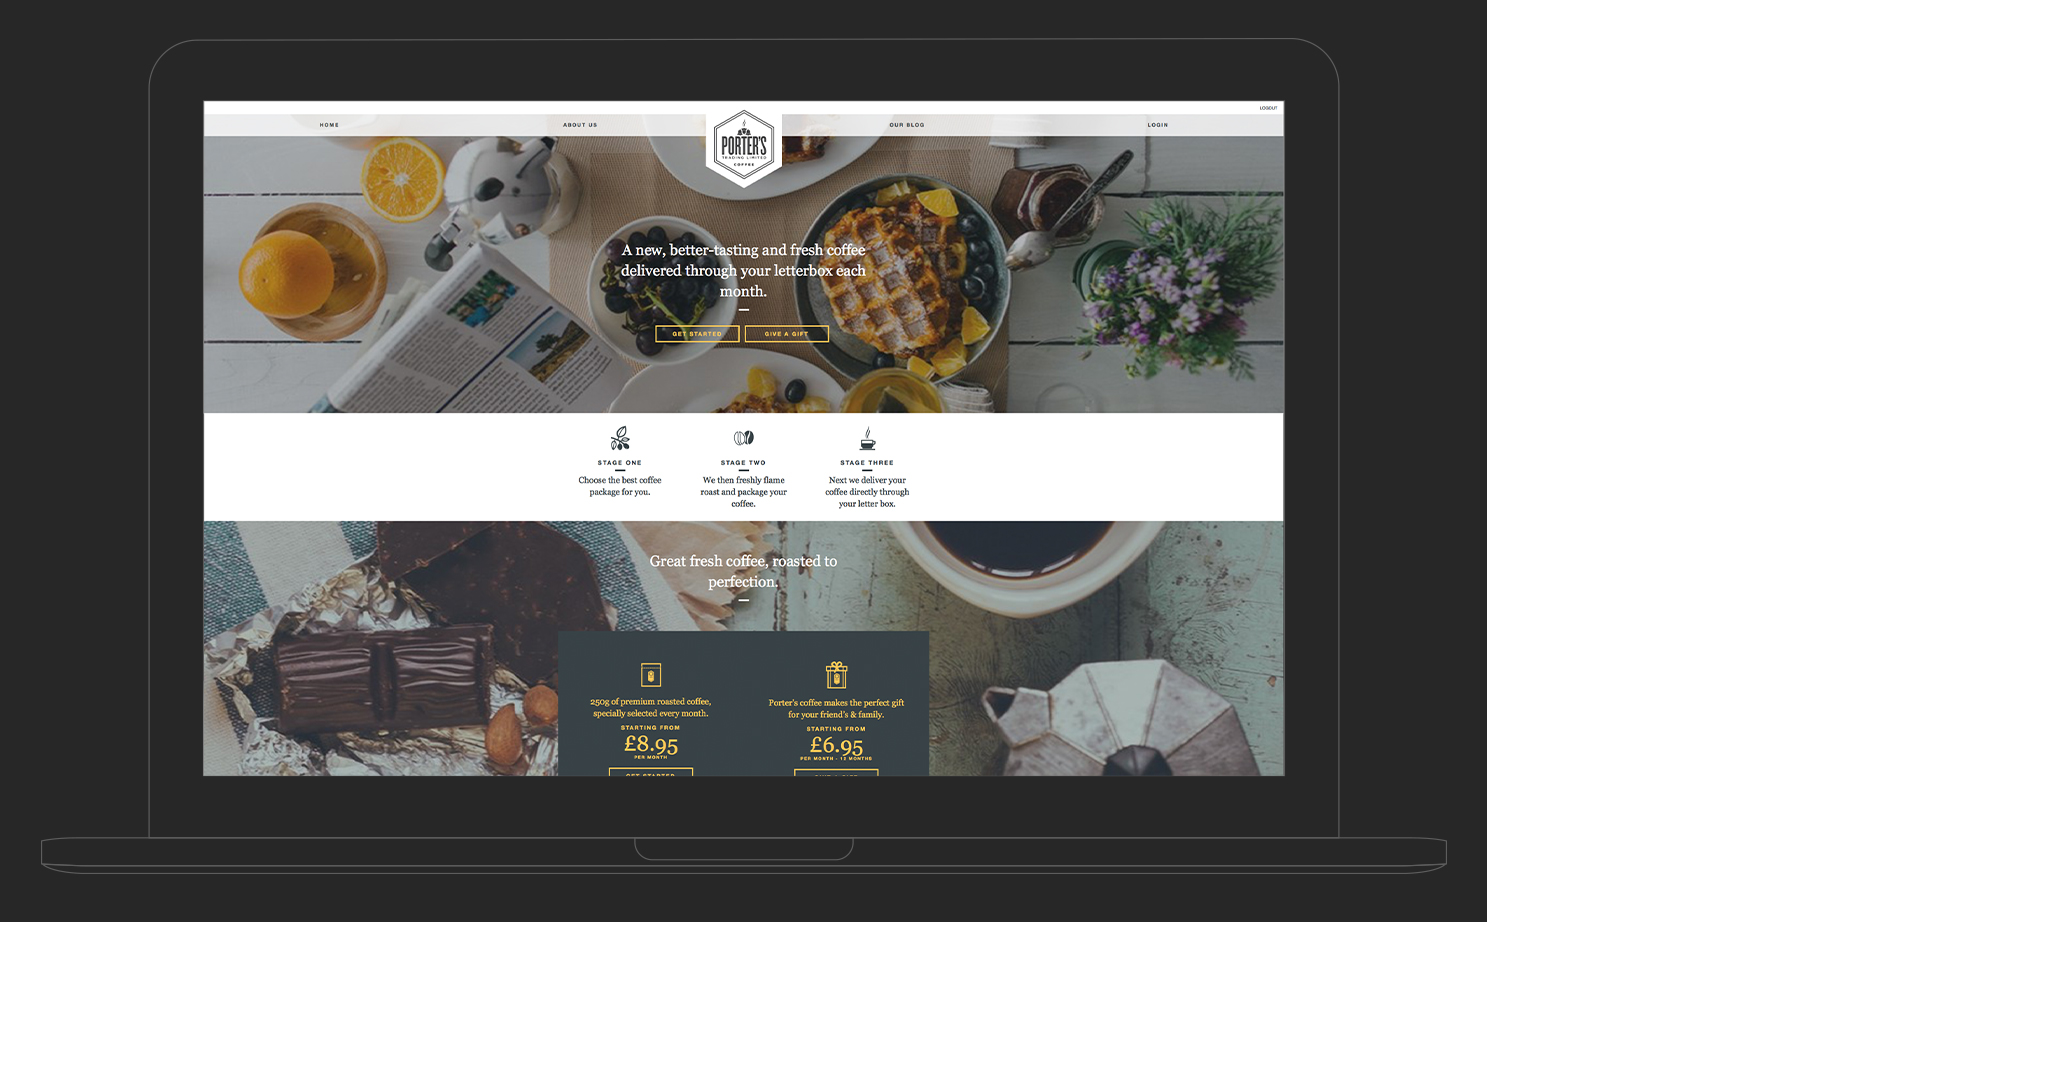 LOGOUT
HOME
ABOUT US
PORTER'S
TRADING LIMITED
COFFEE
OUR BLOG
LOGIN
A new, better-tasting and fresh coffee
delivered through your letterbox each
month.
GET STARTED
GIVE A GIFT
STAGE ONE
Choose the best coffee
package for you.
STAGE TWO
We then freshly flame
roast and package your
coffee.
STAGE THREE
Next we deliver your
coffee directly through
your letter box.
Great fresh coffee, roasted to
perfection.
250g of premium roasted coffee,
specially selected every month.
STARTING FROM
£8.95
PER MONTH
GET STARTED
Porter's coffee makes the perfect gift
for your friend's & family.
STARTING FROM
£6.95
PER MONTH - 12 MONTHS
GIVE A GIFT